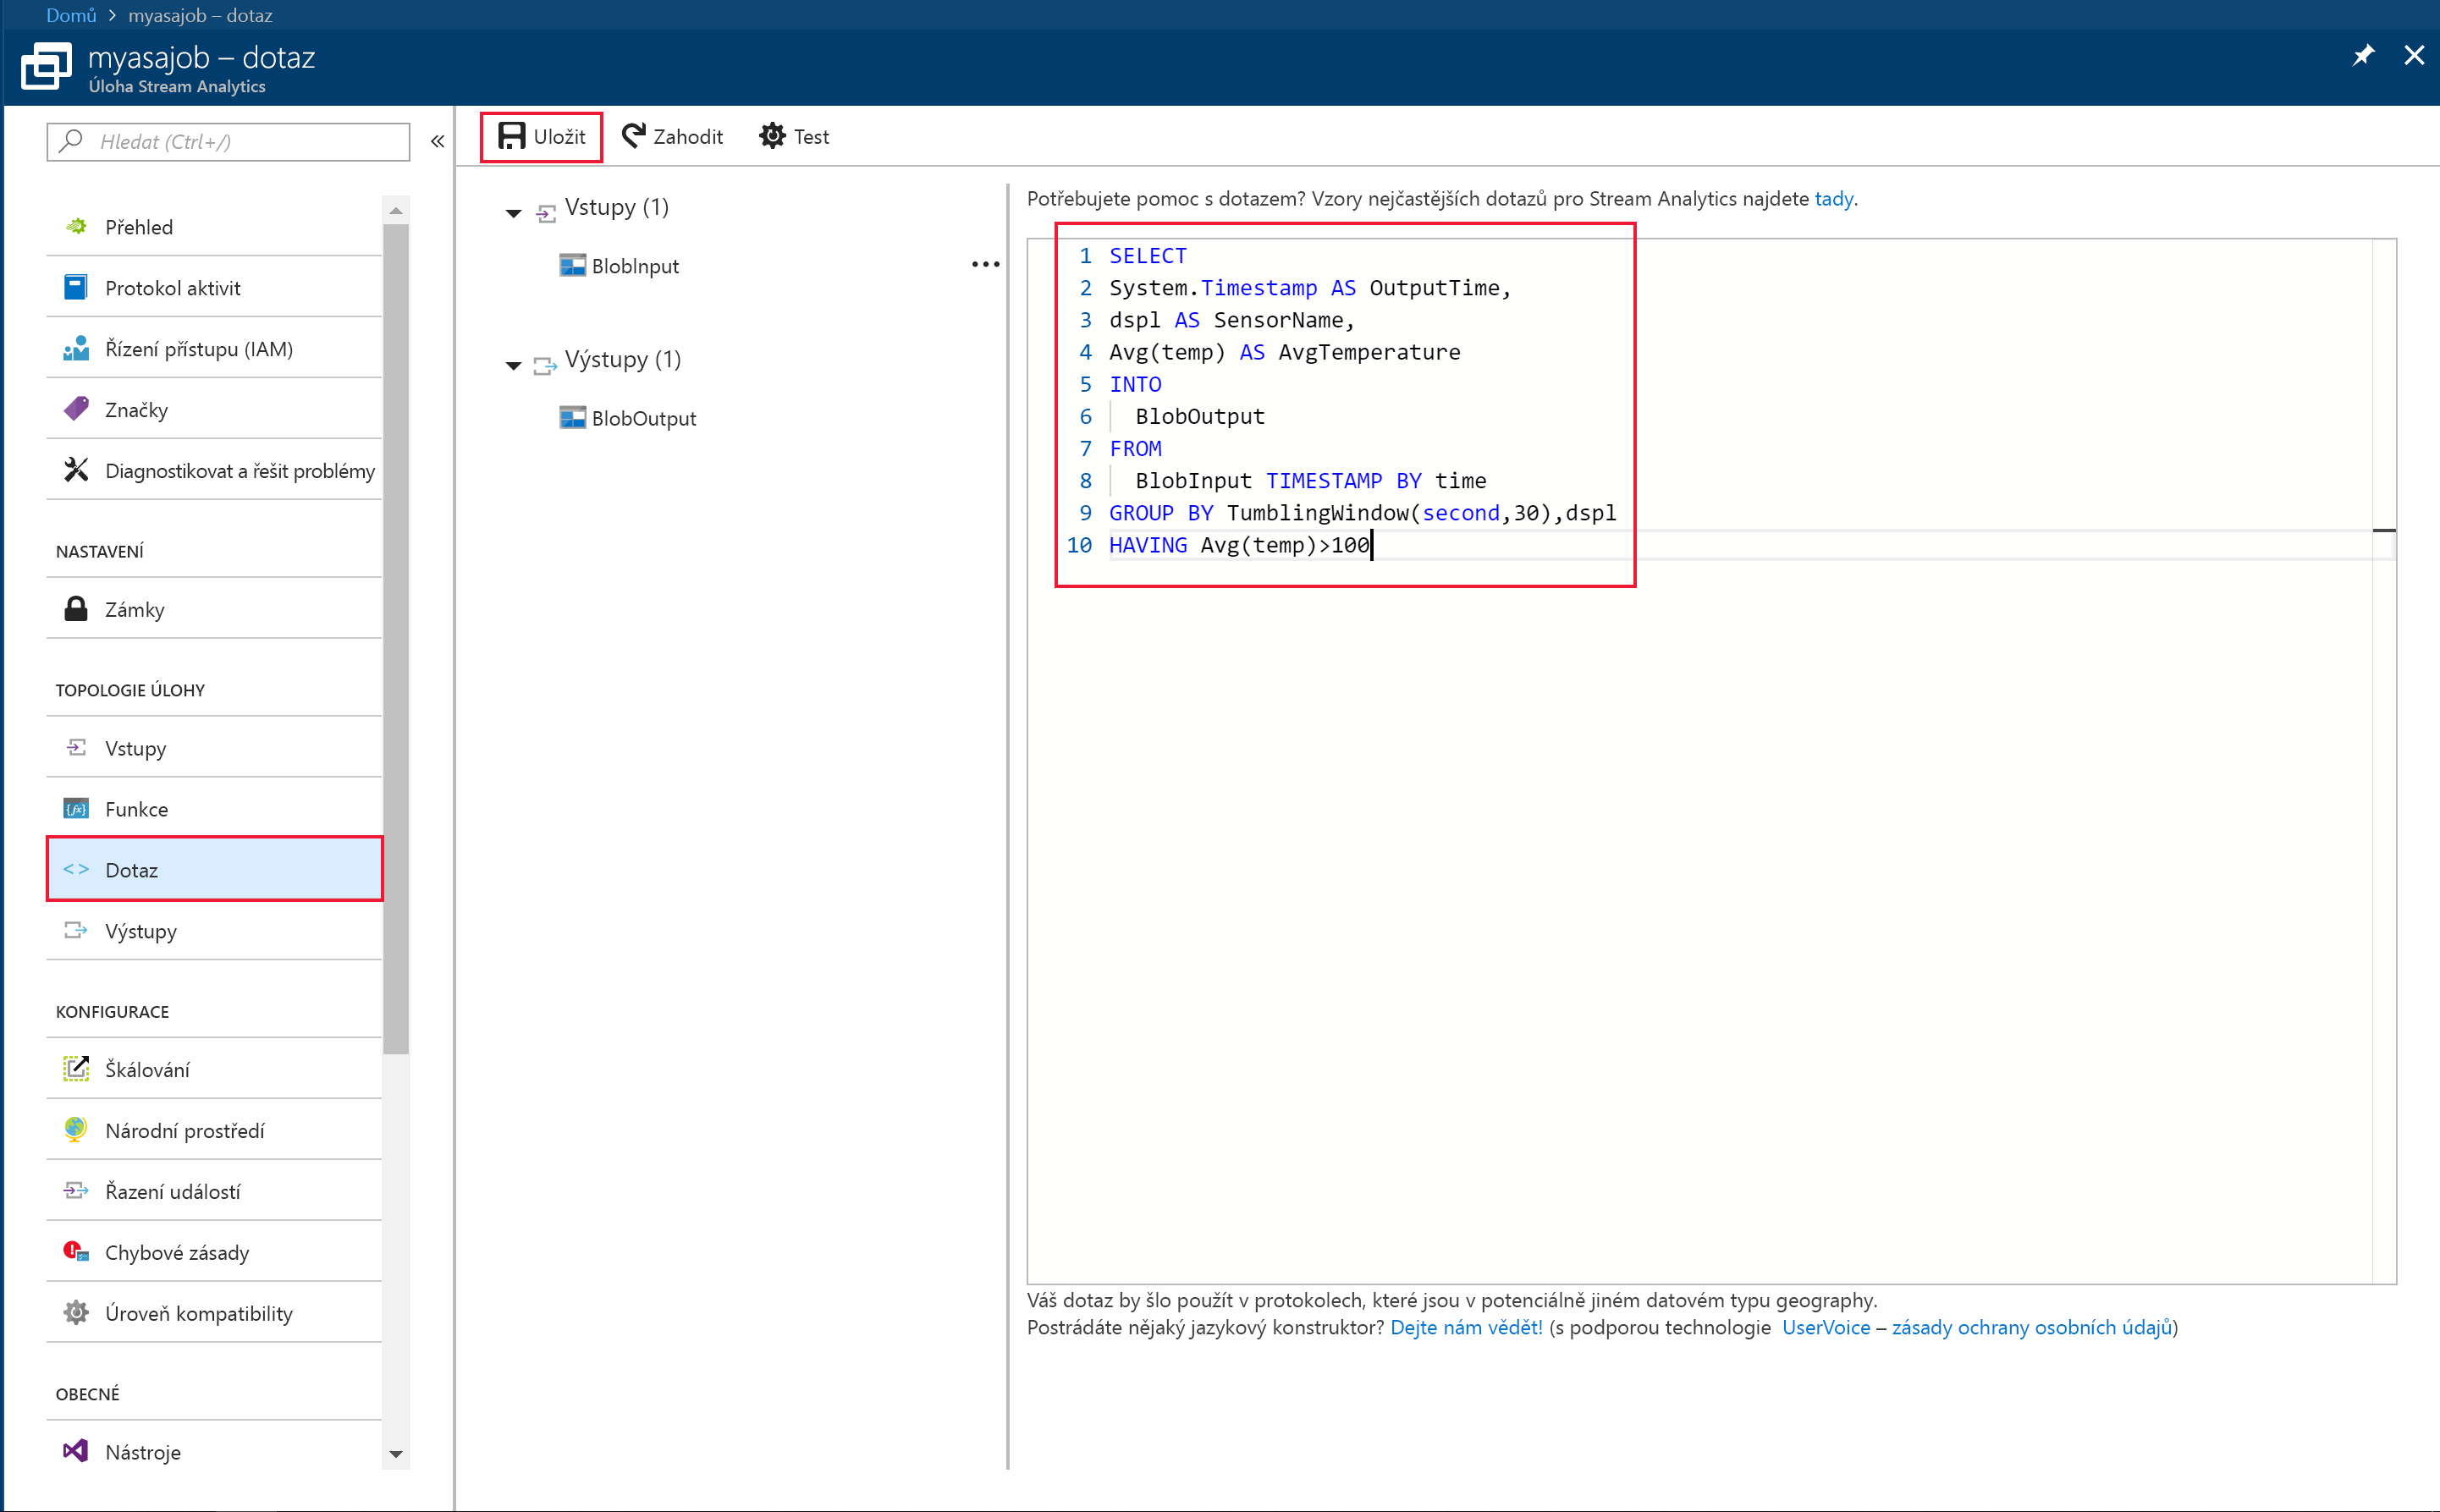 Domů > myasajob – dotaz
myasajob – dotaz
Úloha Stream Analytics
Hledat (Ctrl+/)
«
Přehled
Protokol aktivit
Řízení přístupu (IAM)
Značky
Diagnostikovat a řešit problémy
NASTAVENÍ
Zámky
TOPOLOGIE ÚLOHY
Vstupy
Funkce
Dotaz
Výstupy
KONFIGURACE
Škálování
Národní prostředí
Řazení událostí
Chybové zásady
Úroveň kompatibility
OBECNÉ
Nástroje
Uložit Zahodit Test
Vstupy (1)
BlobInput
Výstupy (1)
BlobOutput
Potřebujete pomoc s dotazem? Vzory nejčastějších dotazů pro Stream Analytics najdete tady.
1 SELECT
2 System.Timestamp AS OutputTime,
3 dspl AS SensorName,
4 Avg(temp) AS AvgTemperature
5 INTO
6 BlobOutput
7 FROM
8 BlobInput TIMESTAMP BY time
9 GROUP BY TumblingWindow(second,30),dspl
10 HAVING Avg(temp)>100
Váš dotaz by šlo použít v protokolech, které jsou v potenciálně jiném datovém typu geography.
Postrádáte nějaký jazykový konstruktor? Dejte nám vědět! (s podporou technologie UserVoice – zásady ochrany osobních údajů)